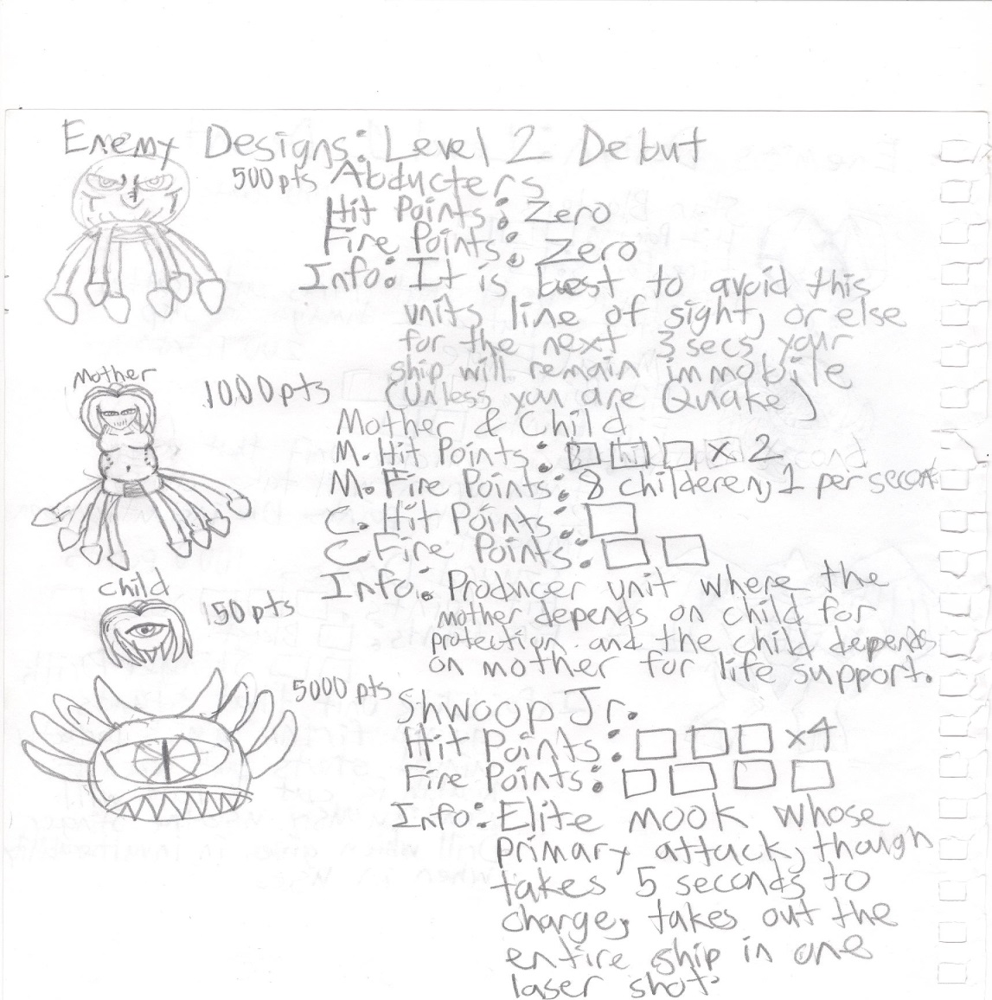 Enemy Designs: Level 2 Debut
500 pts Abducters
Hit Points: Zero
Fire Points: Zero
Info: It is best to avoid this
units line of sight, or else
for the next 3 secs your
ship will remain immobile
(unless you are Quake)
Mother
1000 pts
Mother & Child
M. Hit Points: x 2
M. Fire Points: 8 childeren, 1 per second
C. Hit Points:
C. Fire Points:
Child
150 pts
Info: Producer unit where the
mother depends on child for
protection and the child depends
on mother for life support.
5000 pts
Shwoop Jr.
Hit Points: x4
Fire Points:
Info: Elite mook whose
primary attack, though
takes 5 seconds to
charge, takes out the
entire ship in one
laser shot.